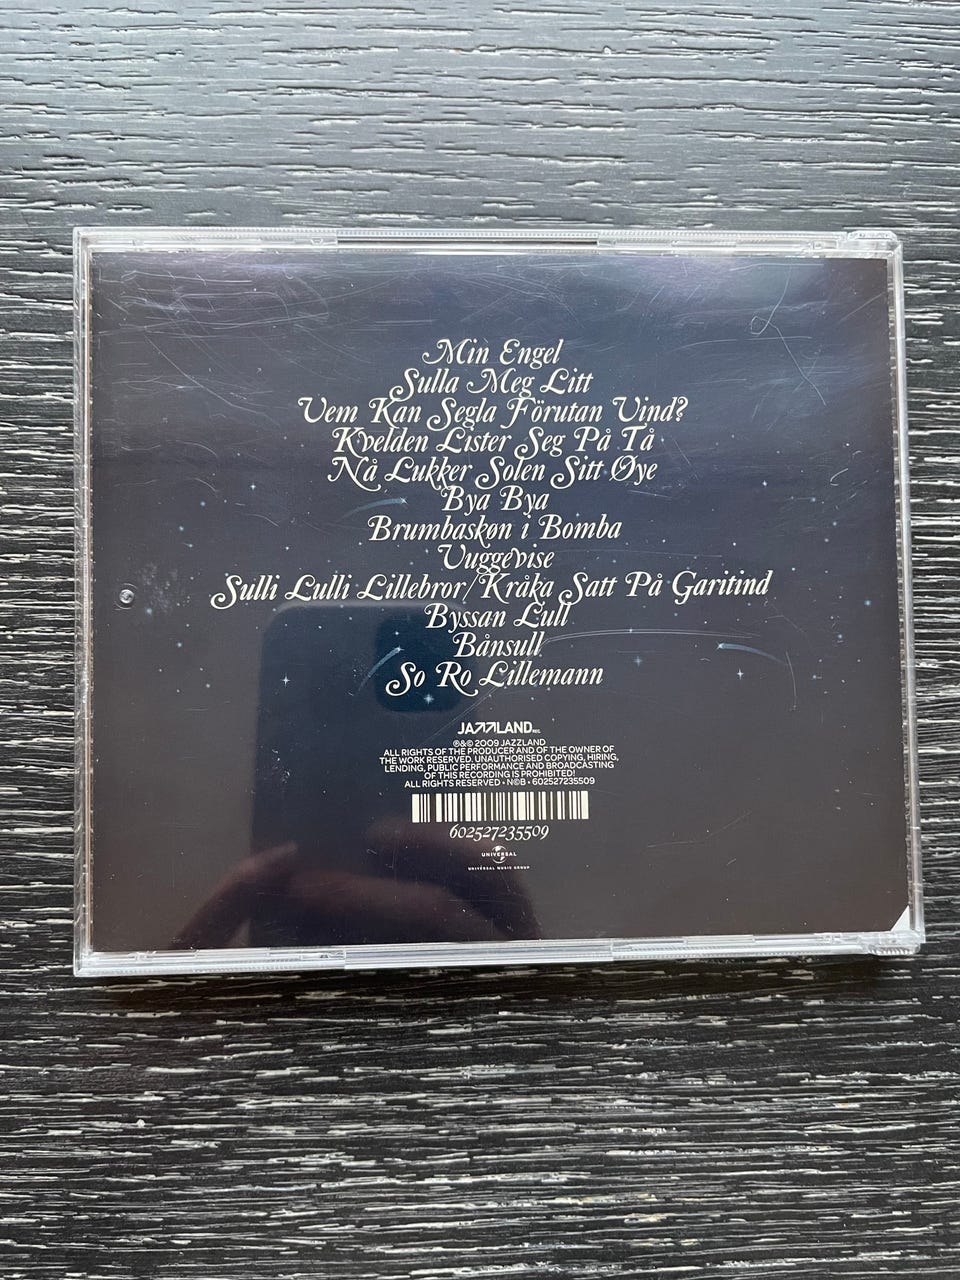 Min Engel
Sulla Meg Litt
Vem Kan Segla Förutan Vind?
Kvelden Lister Seg På Tå
Nå Lukker Solen Sitt Øye
Bya Bya
Brumbaskøn i Bomba
Vuggevise
Sulli Lulli Lillebror/Kråka Satt På Garitind
Byssan Lull
Bånsull
So Ro Lillemann
JAZZLAND REC.
℗&© 2009 JAZZLAND
ALL RIGHTS OF THE PRODUCER AND OF THE OWNER OF
THE WORK RESERVED. UNAUTHORISED COPYING, HIRING,
LENDING, PUBLIC PERFORMANCE AND BROADCASTING
OF THIS RECORDING IS PROHIBITED!
ALL RIGHTS RESERVED • N©B • 602527235509
602527235509
UNIVERSAL
UNIVERSAL MUSIC GROUP